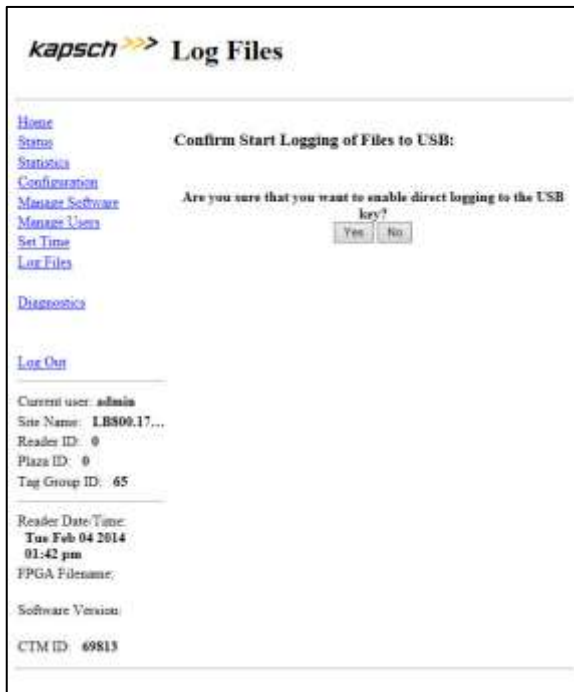 kapsch >>> Log Files
Home
Status
Statistics
Configuration
Manage Software
Manage Users
Set Time
Log Files
Diagnostics
Log Out
Current user: admin
Site Name: LB800.17...
Reader ID: 0
Plaza ID: 0
Tag Group ID: 65
Reader Date/Time:
Tue Feb 04 2014
01:42 pm
FPGA Filename:
Software Version:
CTM ID: 69813
Confirm Start Logging of Files to USB:
Are you sure that you want to enable direct logging to the USB
key?
Yes No